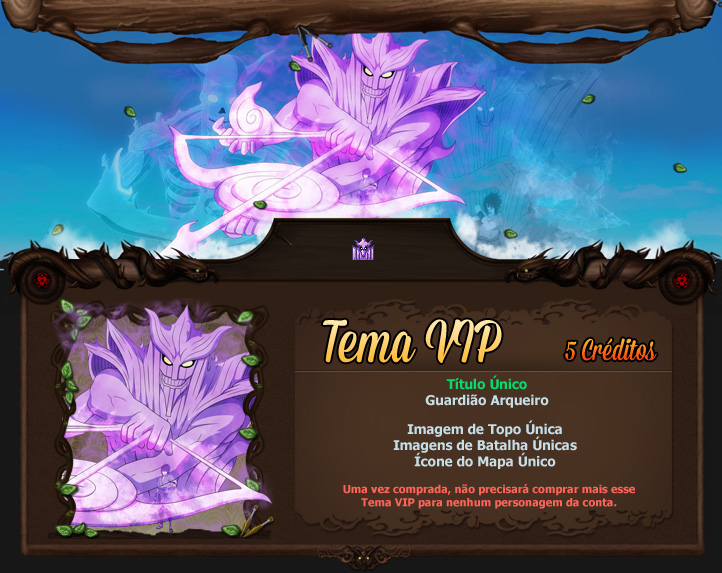 Tema VIP
5 Créditos
Título Único
Guardião Arqueiro
Imagem de Topo Única
Imagens de Batalha Únicas
Ícone do Mapa Único
Uma vez comprada, não precisará comprar mais esse
Tema VIP para nenhum personagem da conta.